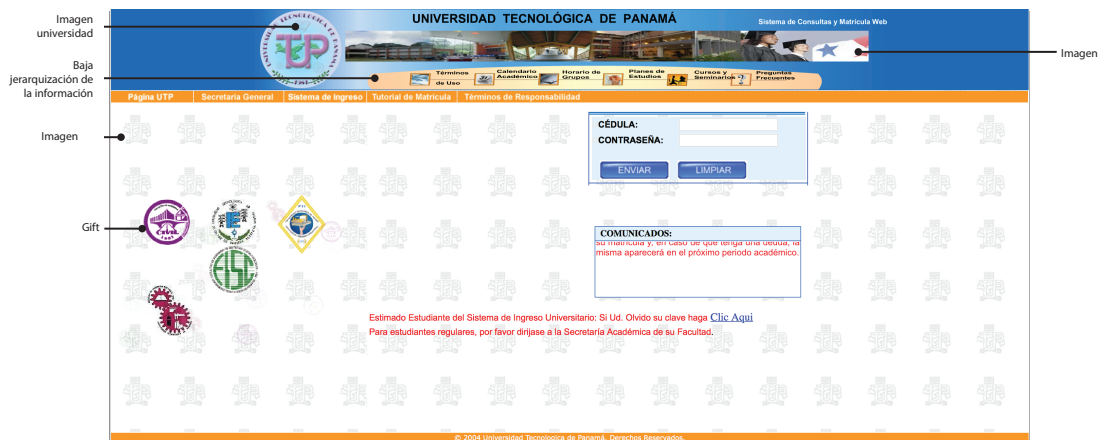 Imagen
universidad
Baja
jerarquización de
la información
Imagen
Gift
Imagen
UNIVERSIDAD TECNOLÓGICA DE PANAMÁ
Sistema de Consultas y Matrícula Web
Términos
de Uso
Calendario
Académico
Horario de
Grupos
Planes de
Estudios
Cursos y
Seminarios
Preguntas
Frecuentes
Página UTP
Secretaría General
Sistema de Ingreso
Tutorial de Matrícula
Términos de Responsabilidad
CÉDULA:
CONTRASEÑA:
ENVIAR
LIMPIAR
CIVIL
FISC
COMUNICADOS:
su matrícula y, en caso de que tenga una deuda, la
misma aparecerá en el próximo periodo académico.
Estimado Estudiante del Sistema de Ingreso Universitario: Si Ud. Olvido su clave haga Clic Aqui
Para estudiantes regulares, por favor dirijase a la Secretaría Académica de su Facultad.
© 2004 Universidad Tecnologica de Panamá. Derechos Reservados.